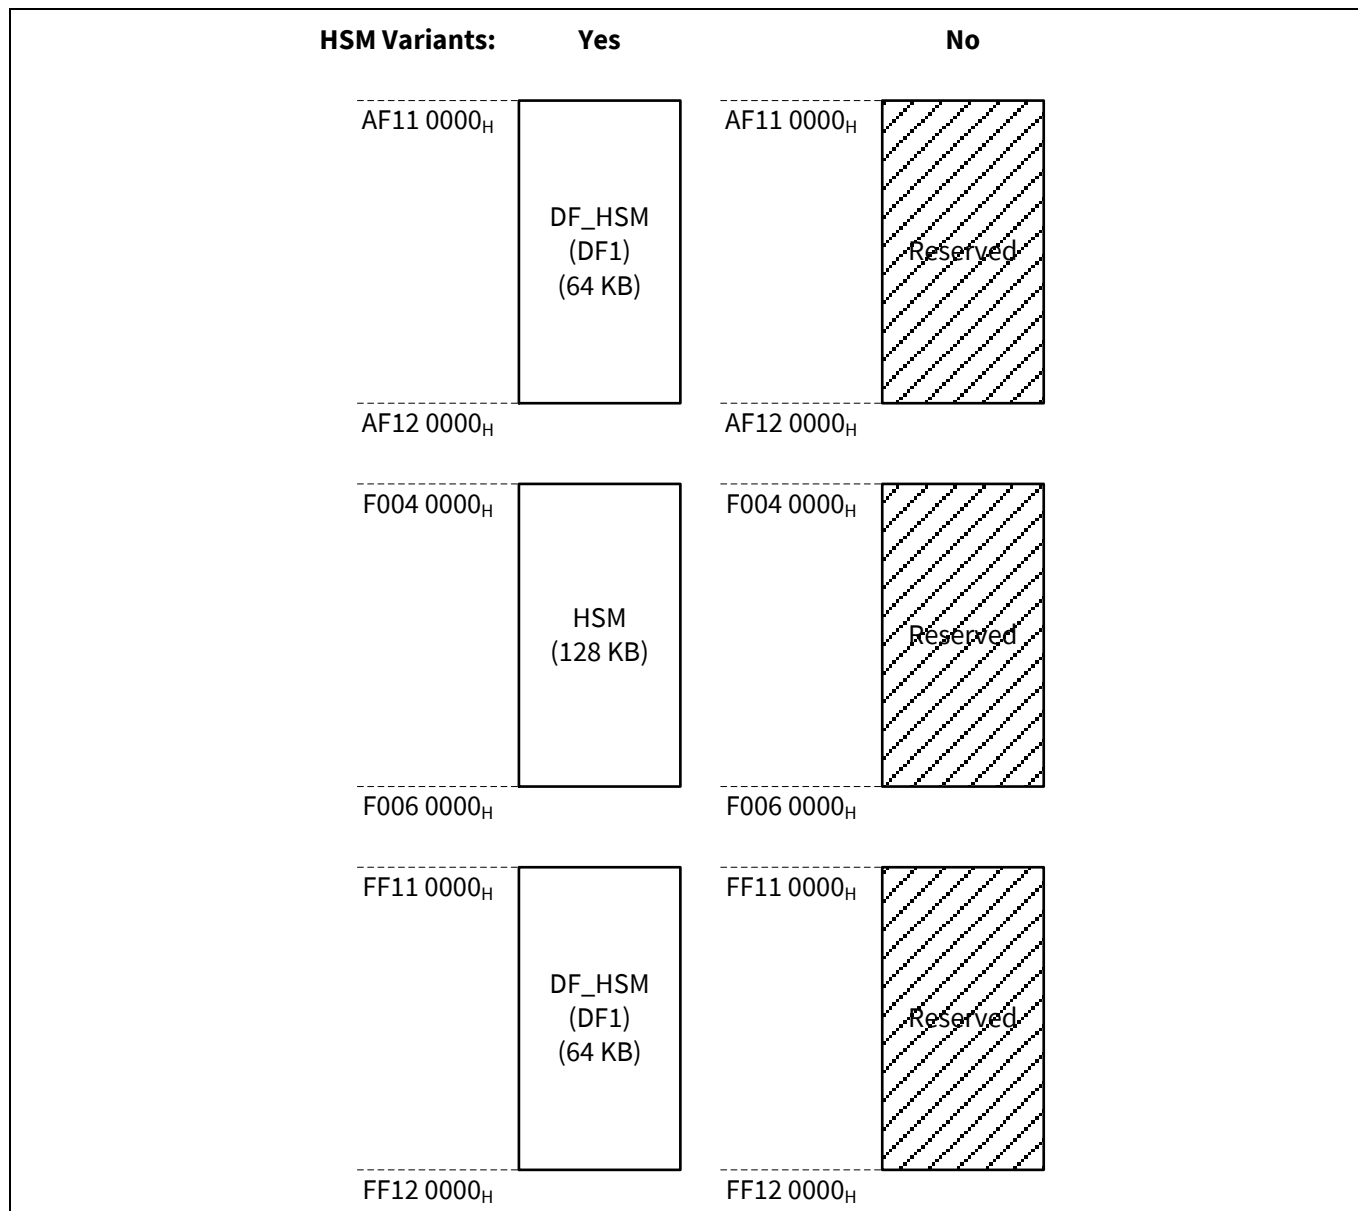 HSM Variants: Yes No
AF11 0000H AF11 0000H
DF_HSM
(DF1) Reserved
(64 KB)
AF12 0000H AF12 0000H
F004 0000H F004 0000H
HSM
Reserved
(128 KB)
F006 0000H F006 0000H
FF11 0000H FF11 0000H
DF_HSM
(DF1) Reserved
(64 KB)
FF12 0000H FF12 0000H